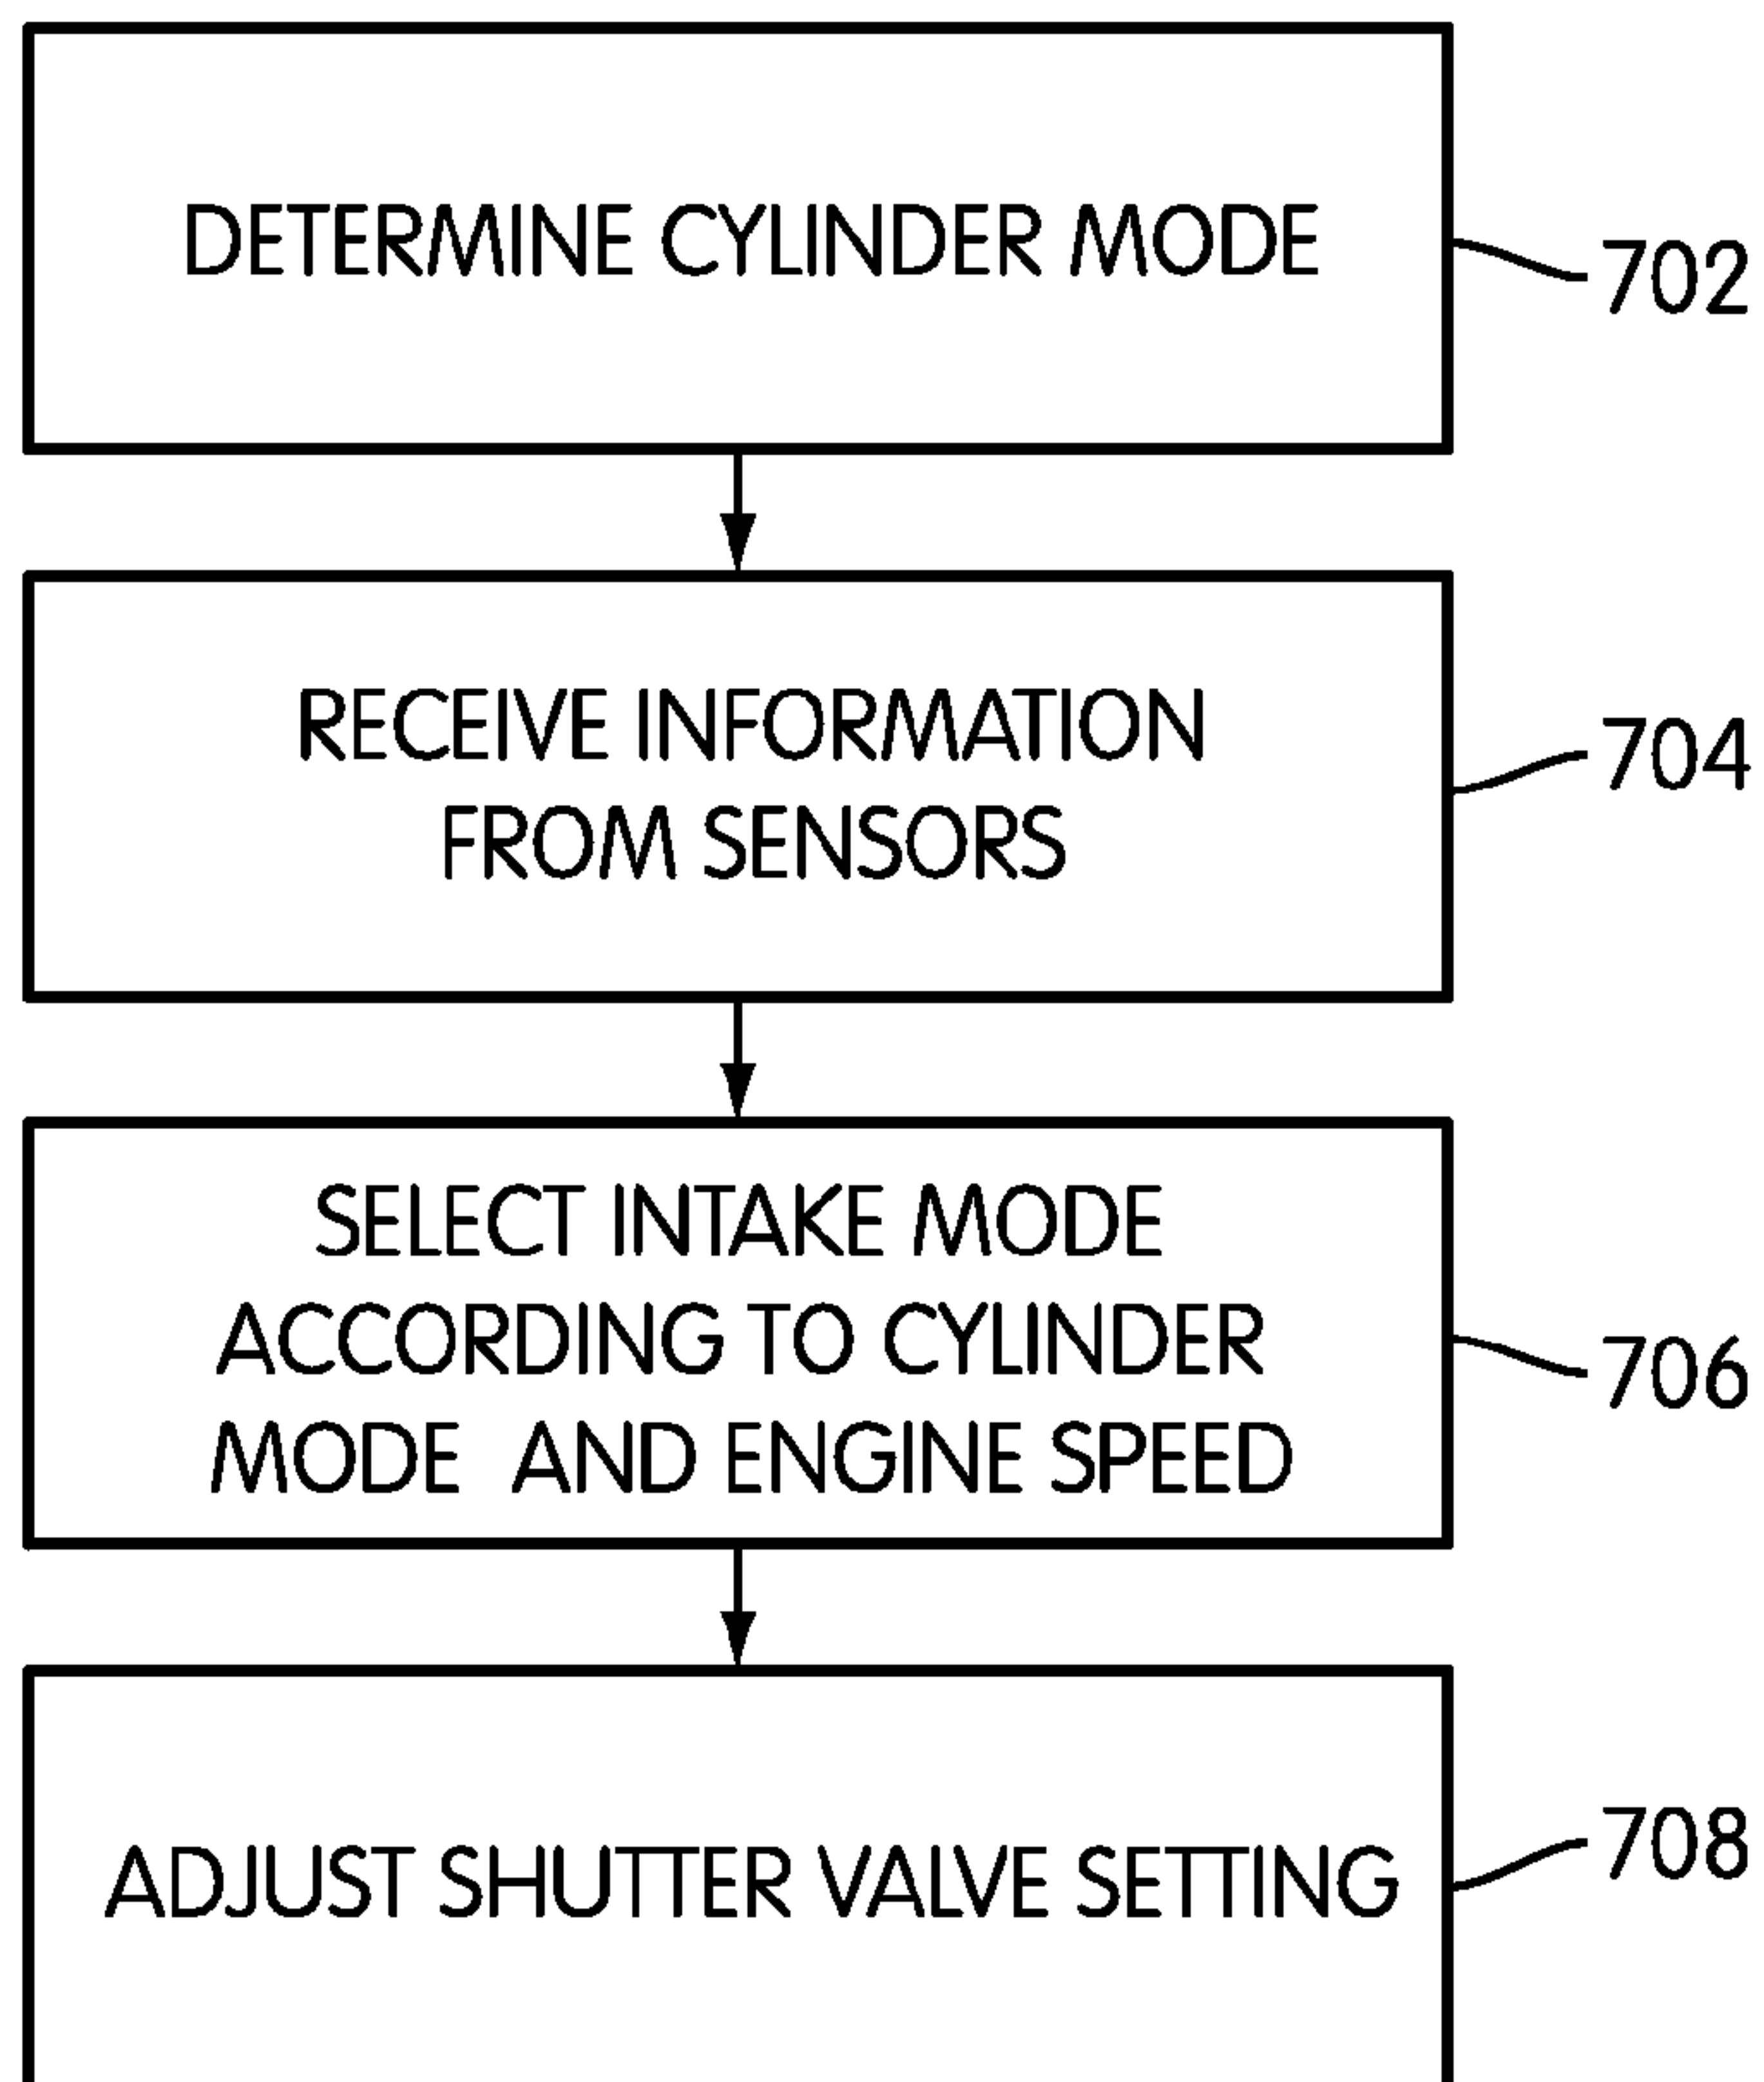 DETERMINE CYLINDER MODE
702
RECEIVE INFORMATION
FROM SENSORS
704
SELECT INTAKE MODE
ACCORDING TO CYLINDER
MODE AND ENGINE SPEED
706
ADJUST SHUTTER VALVE SETTING
708